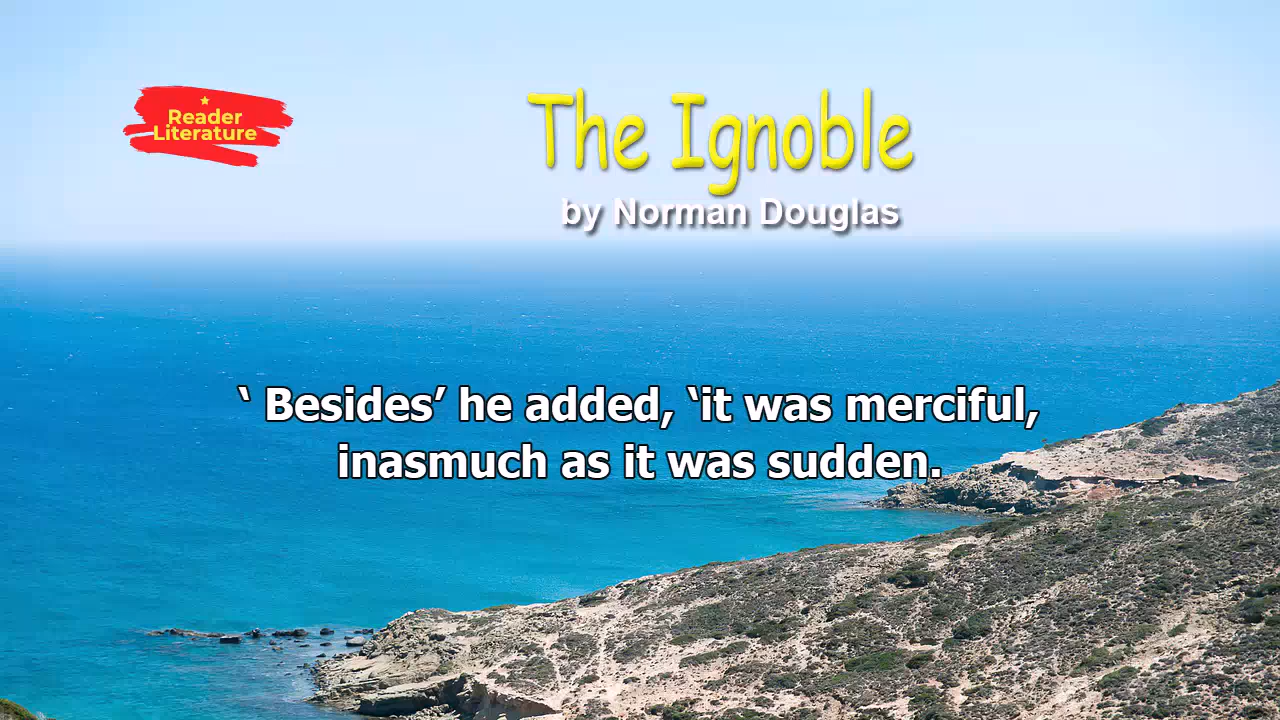 Reader
Literature
The Ignoble
by Norman Douglas
‘ Besides’ he added, ‘it was merciful,
inasmuch as it was sudden.